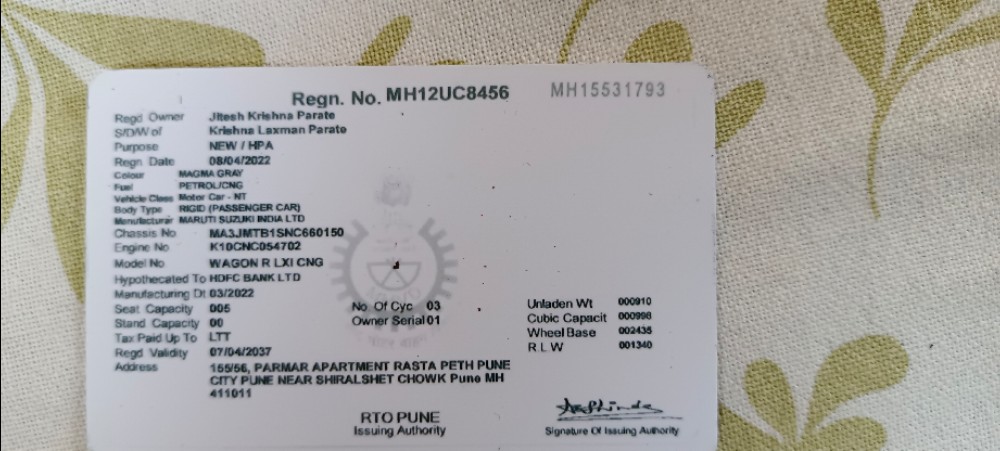 Regn. No. MH12UC8456 MH15531793
Regd Owner Jitesh Krishna Parate
S/D/W of Krishna Laxman Parate
Purpose NEW / HPA
Regn Date 08/04/2022
Colour MAGMA GRAY
Fuel PETROL/CNG
Vehicle Class Motor Car - NT
Body Type RIGID (PASSENGER CAR)
Manufacturer MARUTI SUZUKI INDIA LTD
Chassis No MA3JMTB1SNC660150
Engine No K10CNC054702
Model No WAGON R LXI CNG
Hypothecated To HDFC BANK LTD
Manufacturing Dt 03/2022
Seat Capacity 005 No Of Cyc 03 Unladen Wt 000910
Stand Capacity 00 Owner Serial 01 Cubic Capacit 000998
Tax Paid Up To LTT Wheel Base 002435
Regd Validity 07/04/2037 R L W 001340
Address 155/56, PARMAR APARTMENT RASTA PETH PUNE
CITY PUNE NEAR SHIRALSHET CHOWK Pune MH
411011
RTO PUNE
Issuing Authority Signature Of Issuing Authority